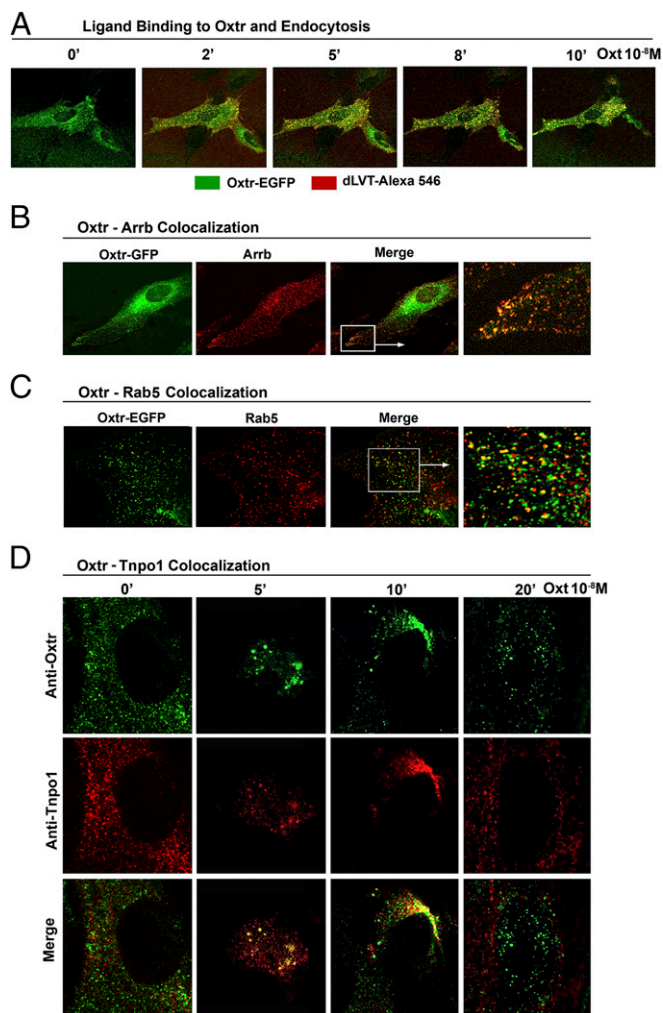 A
Ligand Binding to Oxtr and Endocytosis
0’ 2’ 5’ 8’ 10’ Oxt 10⁻⁸M
Oxtr-EGFP dLVT-Alexa 546
B
Oxtr - Arrb Colocalization
Oxtr-GFP Arrb Merge
C
Oxtr - Rab5 Colocalization
Oxtr-EGFP Rab5 Merge
D
Oxtr - Tnpo1 Colocalization
0’ 5’ 10’ 20’ Oxt 10⁻⁸M
Anti-Oxtr
Anti-Tnpo1
Merge